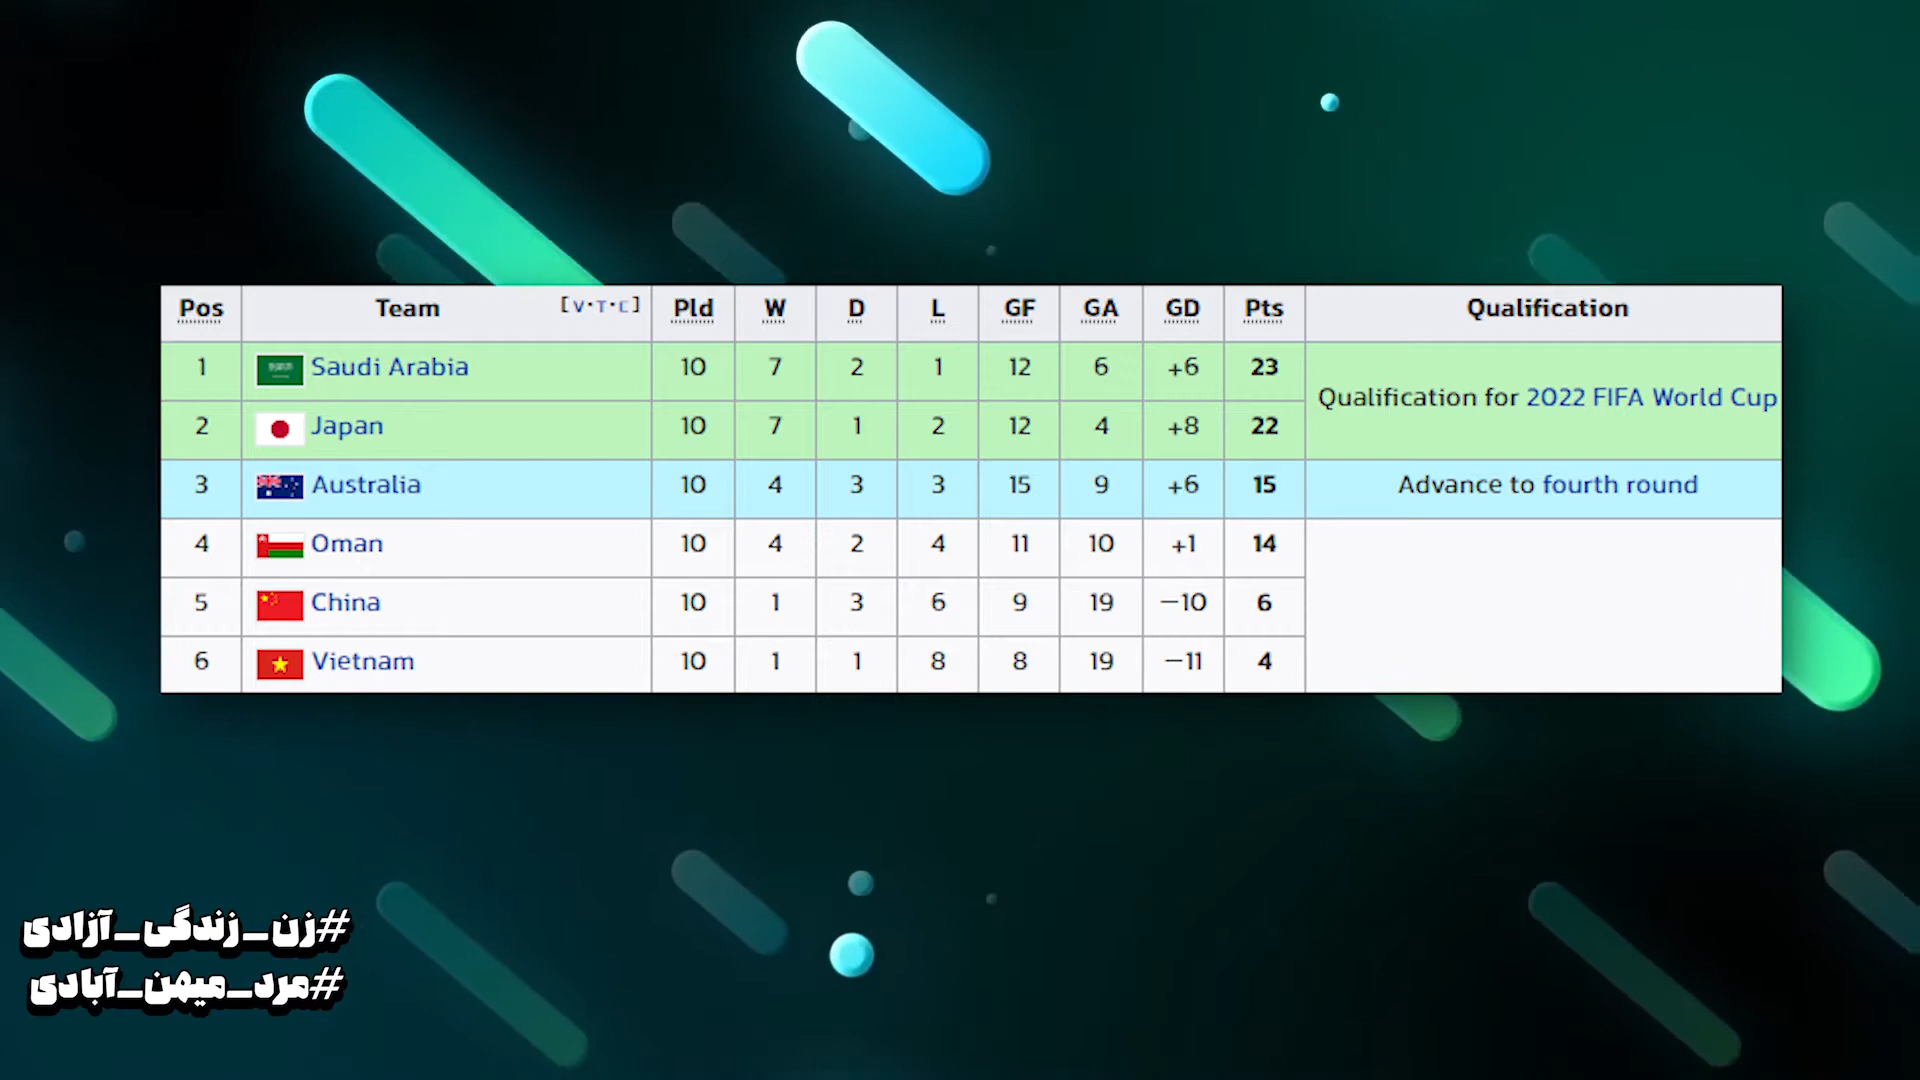 Pos Team [V·T·E] Pld W D L GF GA GD Pts Qualification
1 Saudi Arabia 10 7 2 1 12 6 +6 23 Qualification for 2022 FIFA World Cup
2 Japan 10 7 1 2 12 4 +8 22
3 Australia 10 4 3 3 15 9 +6 15 Advance to fourth round
4 Oman 10 4 2 4 11 10 +1 14
5 China 10 1 3 6 9 19 −10 6
6 Vietnam 10 1 1 8 8 19 −11 4
#زن_زندگی_آزادی
#مرد_میهن_آبادی